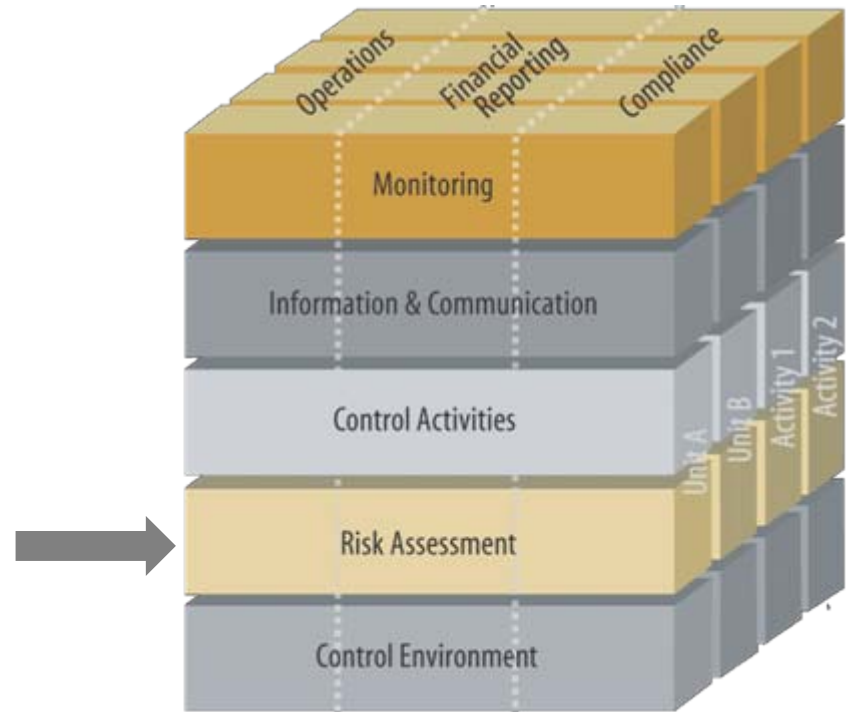 Operations
Financial
Reporting
Compliance
Monitoring
Information & Communication
Control Activities
Risk Assessment
Control Environment
Unit A
Unit B
Activity 1
Activity 2